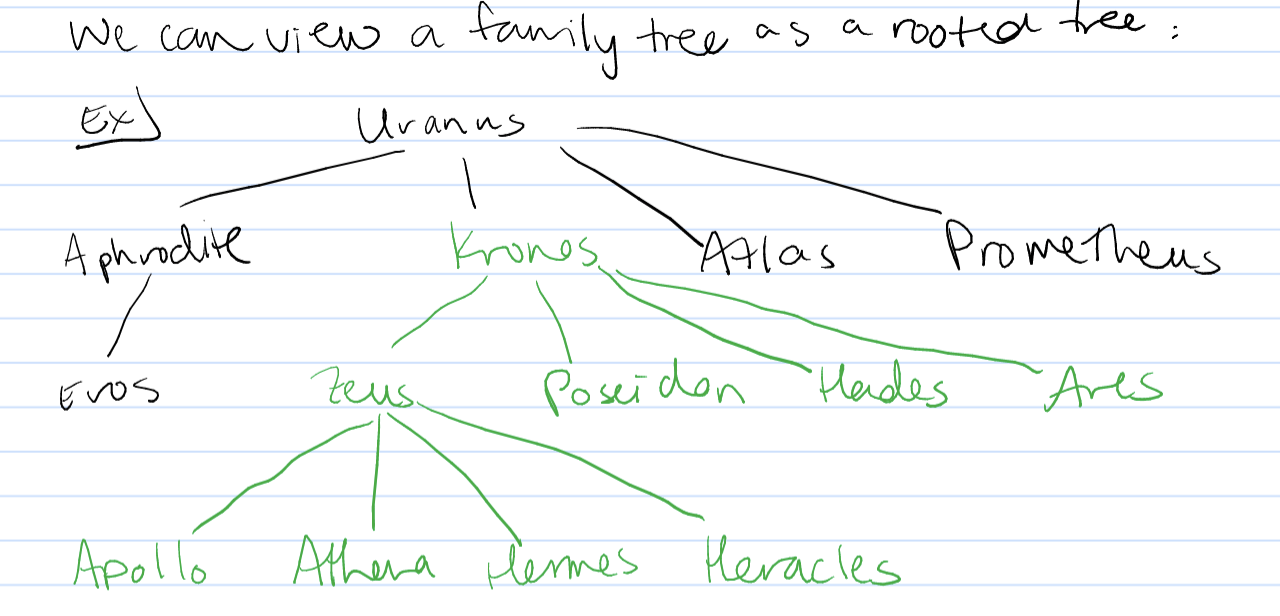 We can view a family tree as a rooted tree :
Ex)
Uranus
Aphrodite Kronos Atlas Prometheus
Eros Zeus Poseidon Hades Ares
Apollo Athena Hermes Heracles